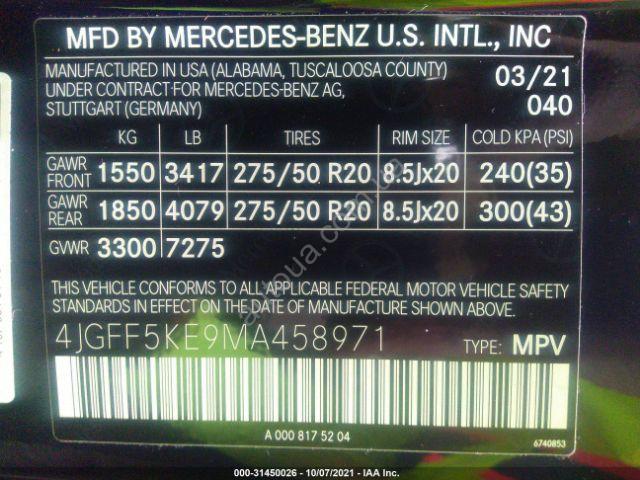 MFD BY MERCEDES-BENZ U.S. INTL., INC
MANUFACTURED IN USA (ALABAMA, TUSCALOOSA COUNTY) 03/21
UNDER CONTRACT FOR MERCEDES-BENZ AG,
STUTTGART (GERMANY) 040
KG LB TIRES RIM SIZE COLD KPA (PSI)
GAWR FRONT 1550 3417 275/50 R20 8.5Jx20 240(35)
GAWR REAR 1850 4079 275/50 R20 8.5Jx20 300(43)
GVWR 3300 7275
THIS VEHICLE CONFORMS TO ALL APPLICABLE FEDERAL MOTOR VEHICLE SAFETY
STANDARDS IN EFFECT ON THE DATE OF MANUFACTURE SHOWN ABOVE.
4JGFF5KE9MA458971 TYPE: MPV
A 000 817 52 04
6740853
000-31450026 - 10/07/2021 - IAA Inc.